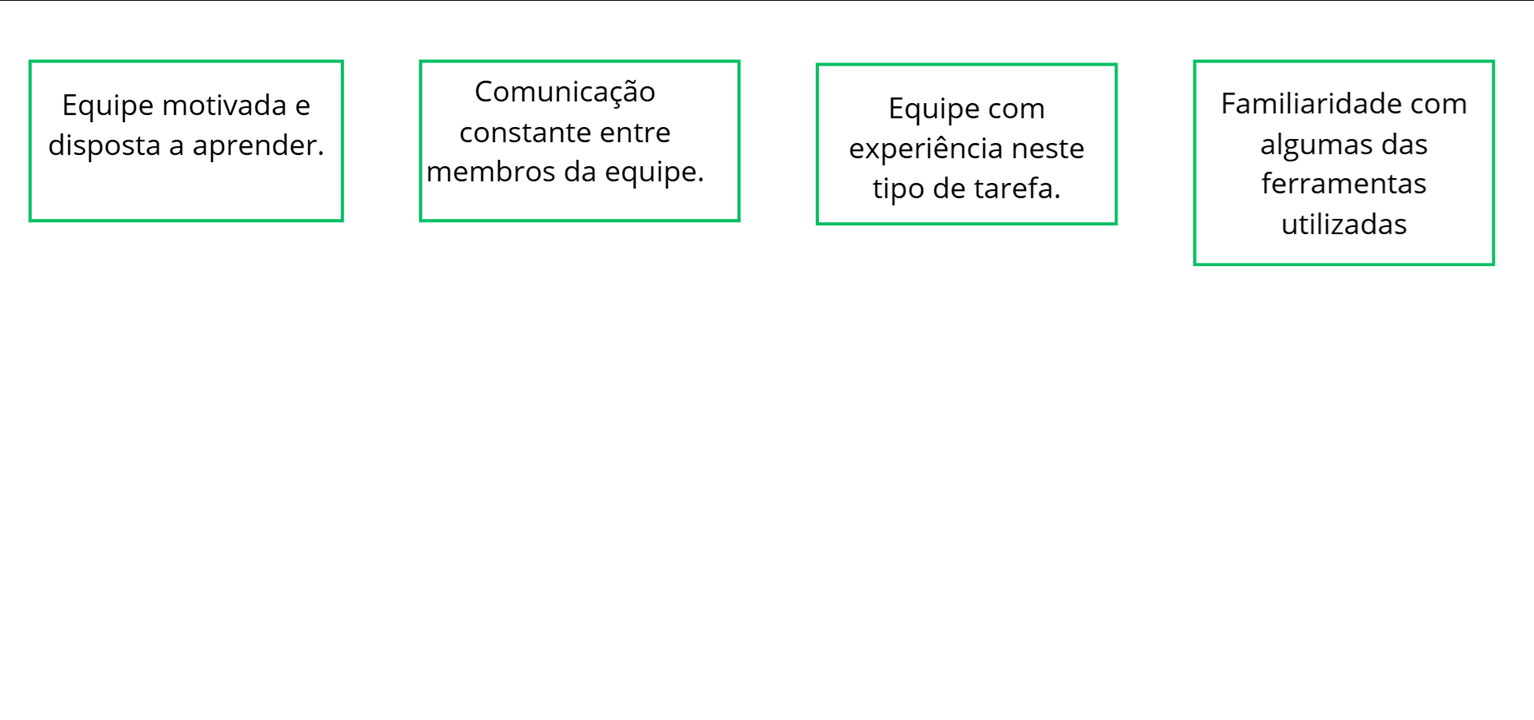 Equipe motivada e
disposta a aprender.
Comunicação
constante entre
membros da equipe.
Equipe com
experiência neste
tipo de tarefa.
Familiaridade com
algumas das
ferramentas
utilizadas